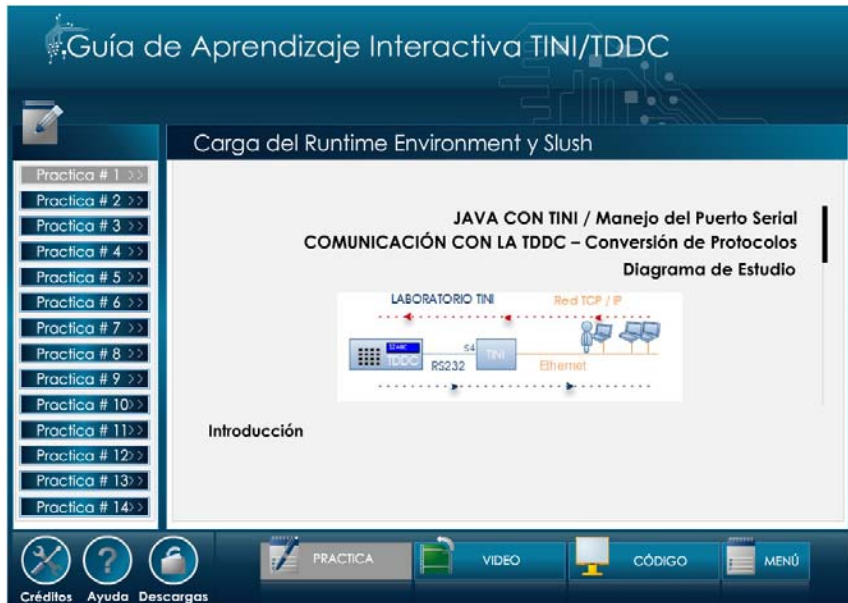 Guía de Aprendizaje Interactiva TINI/TDDC
Carga del Runtime Environment y Slush
Practica # 1 >>
Practica # 2 >>
Practica # 3 >>
Practica # 4 >>
Practica # 5 >>
Practica # 6 >>
Practica # 7 >>
Practica # 8 >>
Practica # 9 >>
Practica # 10>>
Practica # 11>>
Practica # 12>>
Practica # 13>>
Practica # 14>>
JAVA CON TINI / Manejo del Puerto Serial
COMUNICACIÓN CON LA TDDC – Conversión de Protocolos
Diagrama de Estudio
LABORATORIO TINI Red TCP / IP
TDDC RS232 S4 TINI Ethernet
Introducción
Créditos Ayuda Descargas
PRACTICA VIDEO CÓDIGO MENÚ